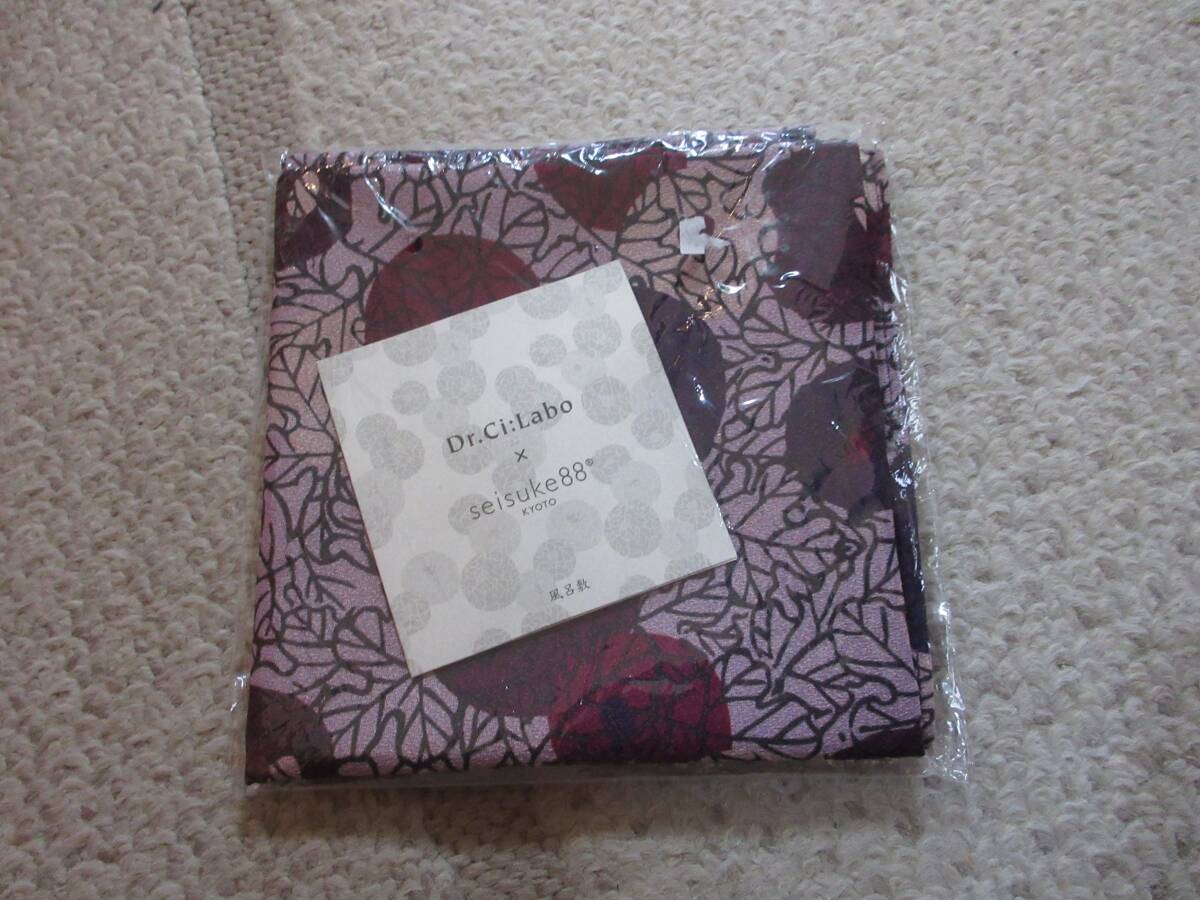 Dr.Ci:Labo
×
seisuke88®
KYOTO
風呂敷